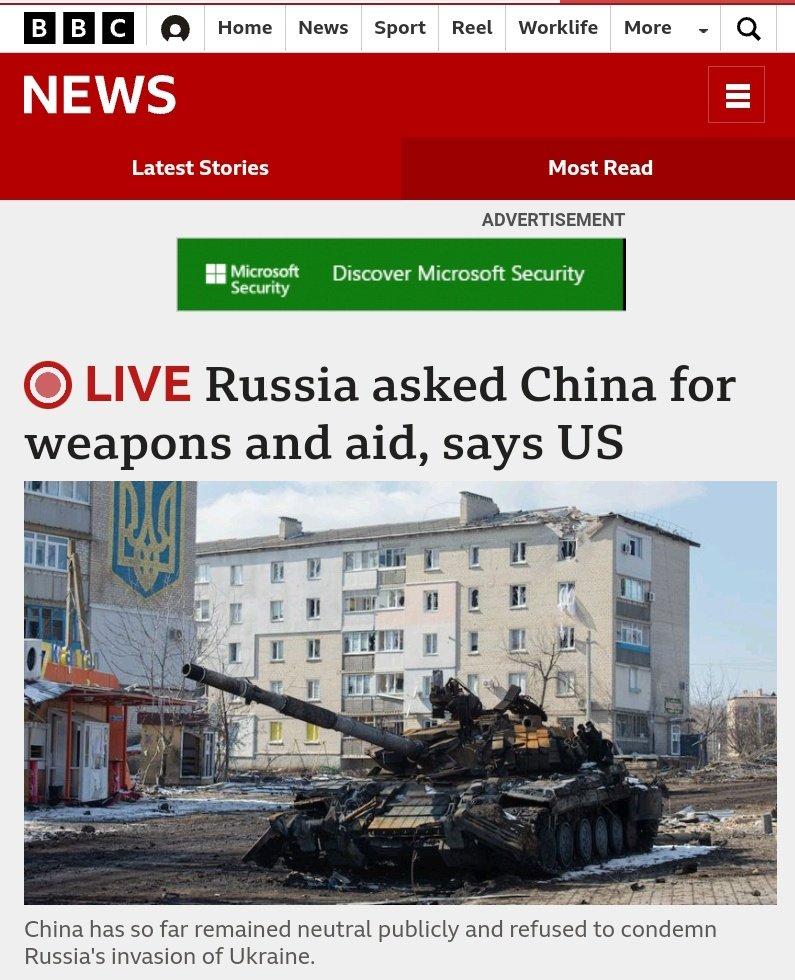 BBC Home News Sport Reel Worklife More
NEWS
Latest Stories Most Read
ADVERTISEMENT
Microsoft
Security Discover Microsoft Security
LIVE Russia asked China for
weapons and aid, says US
China has so far remained neutral publicly and refused to condemn
Russia's invasion of Ukraine.